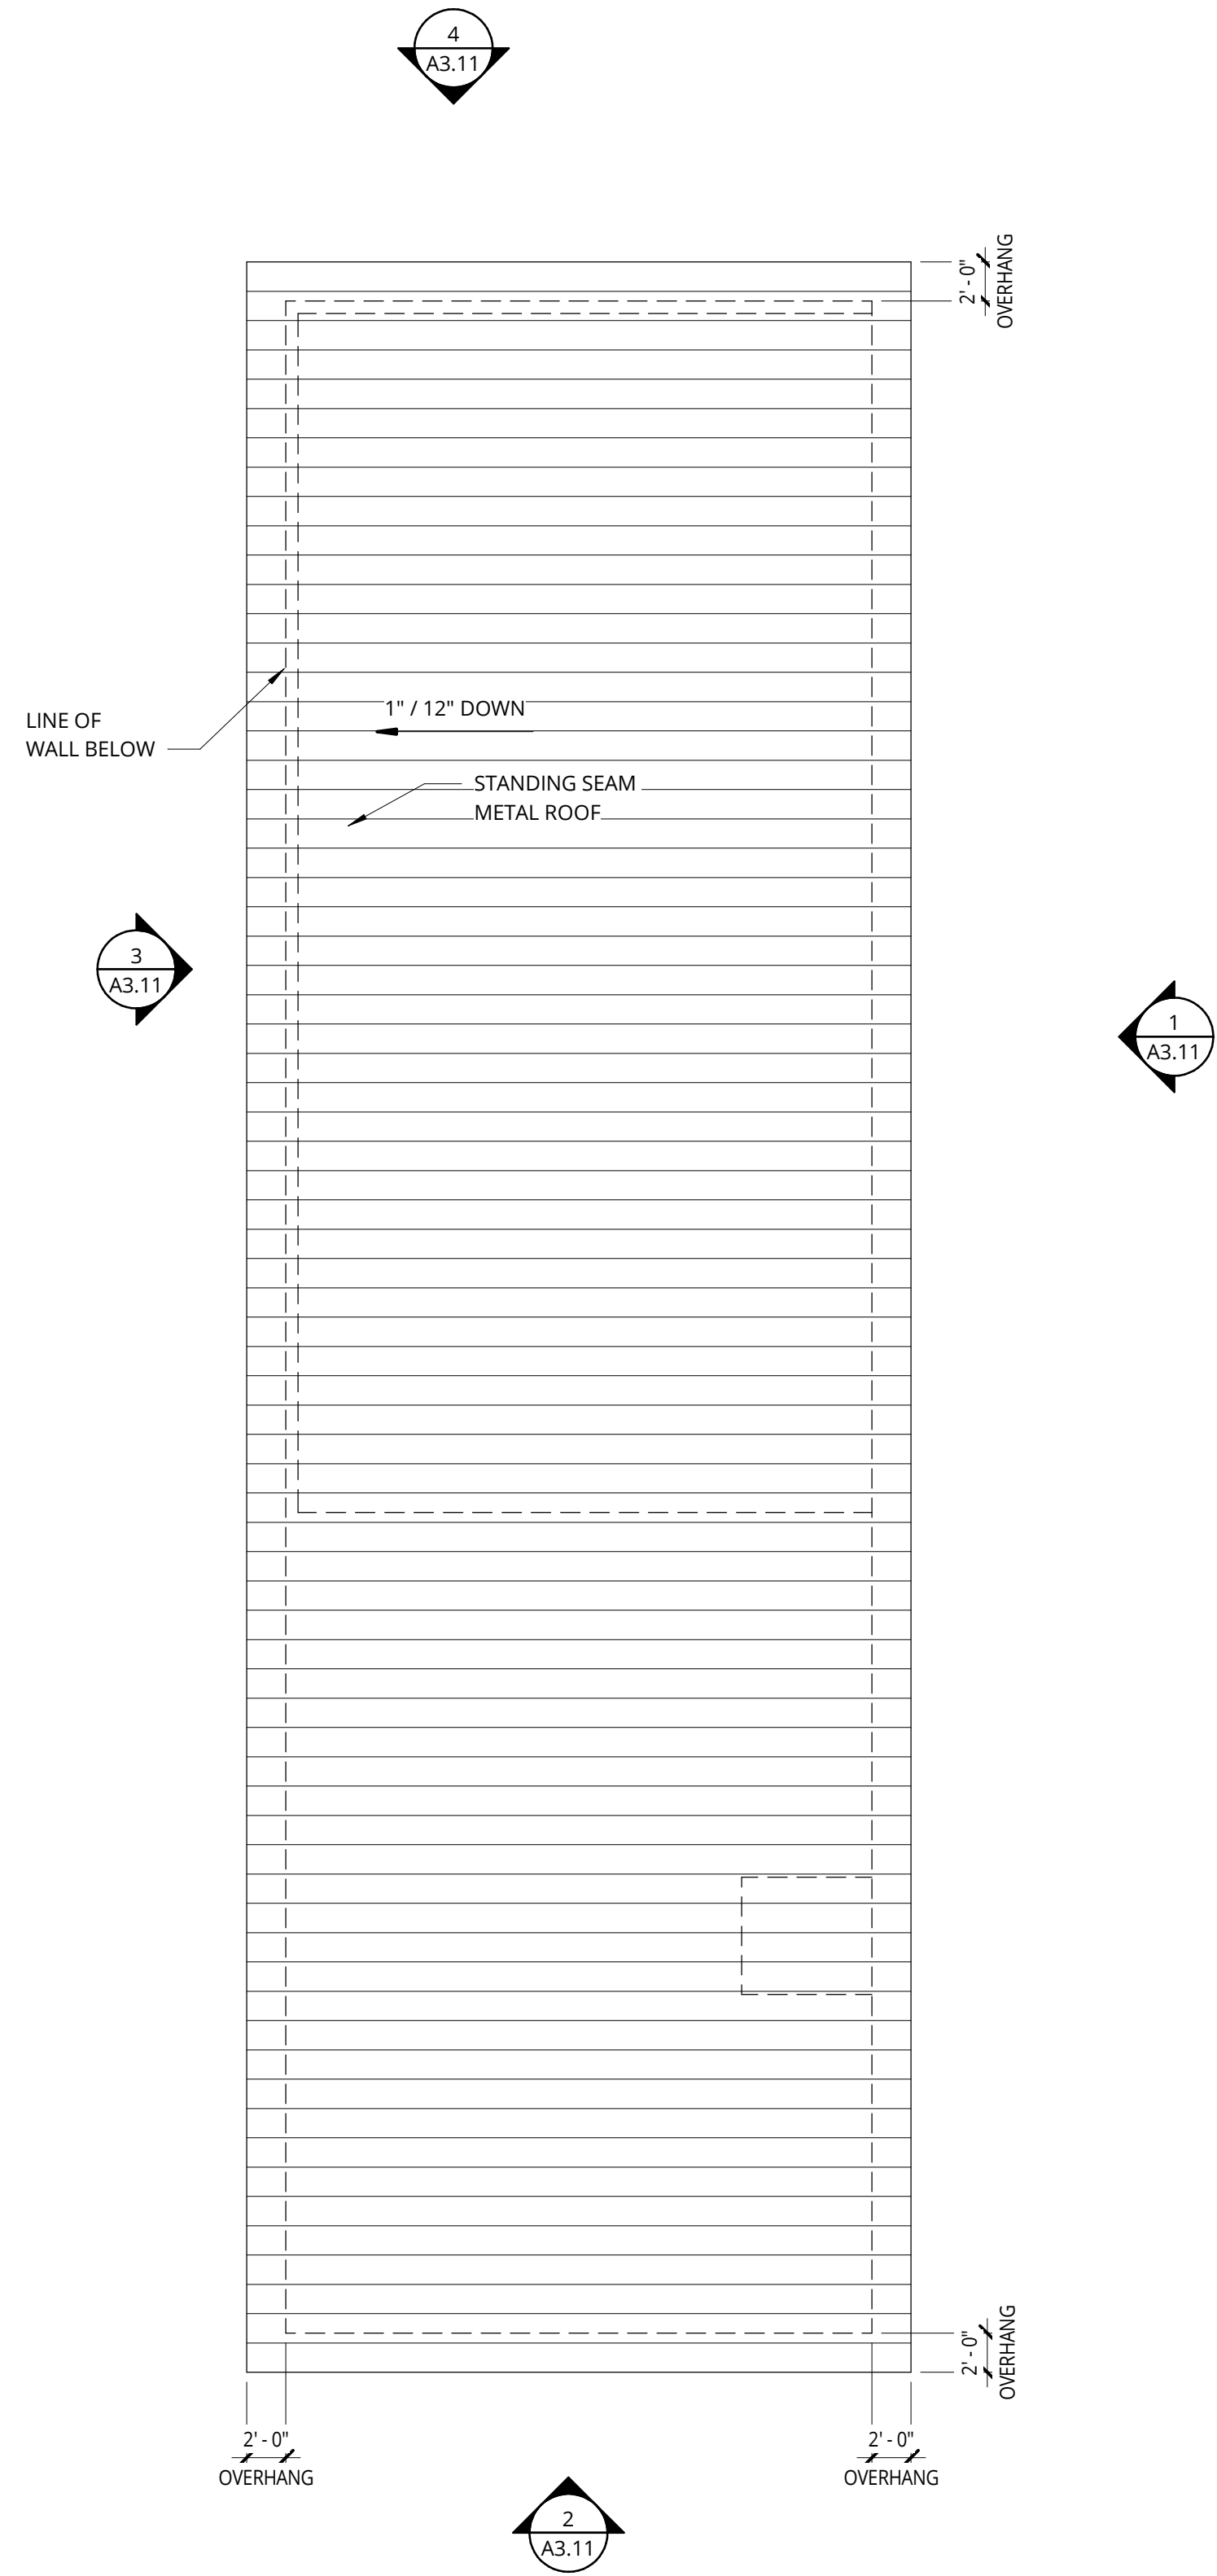 4
A3.11
2' - 0"
OVERHANG
LINE OF
WALL BELOW
1" / 12" DOWN
STANDING SEAM
METAL ROOF
3
A3.11
1
A3.11
2' - 0"
OVERHANG
2' - 0"
OVERHANG
2' - 0"
OVERHANG
2
A3.11